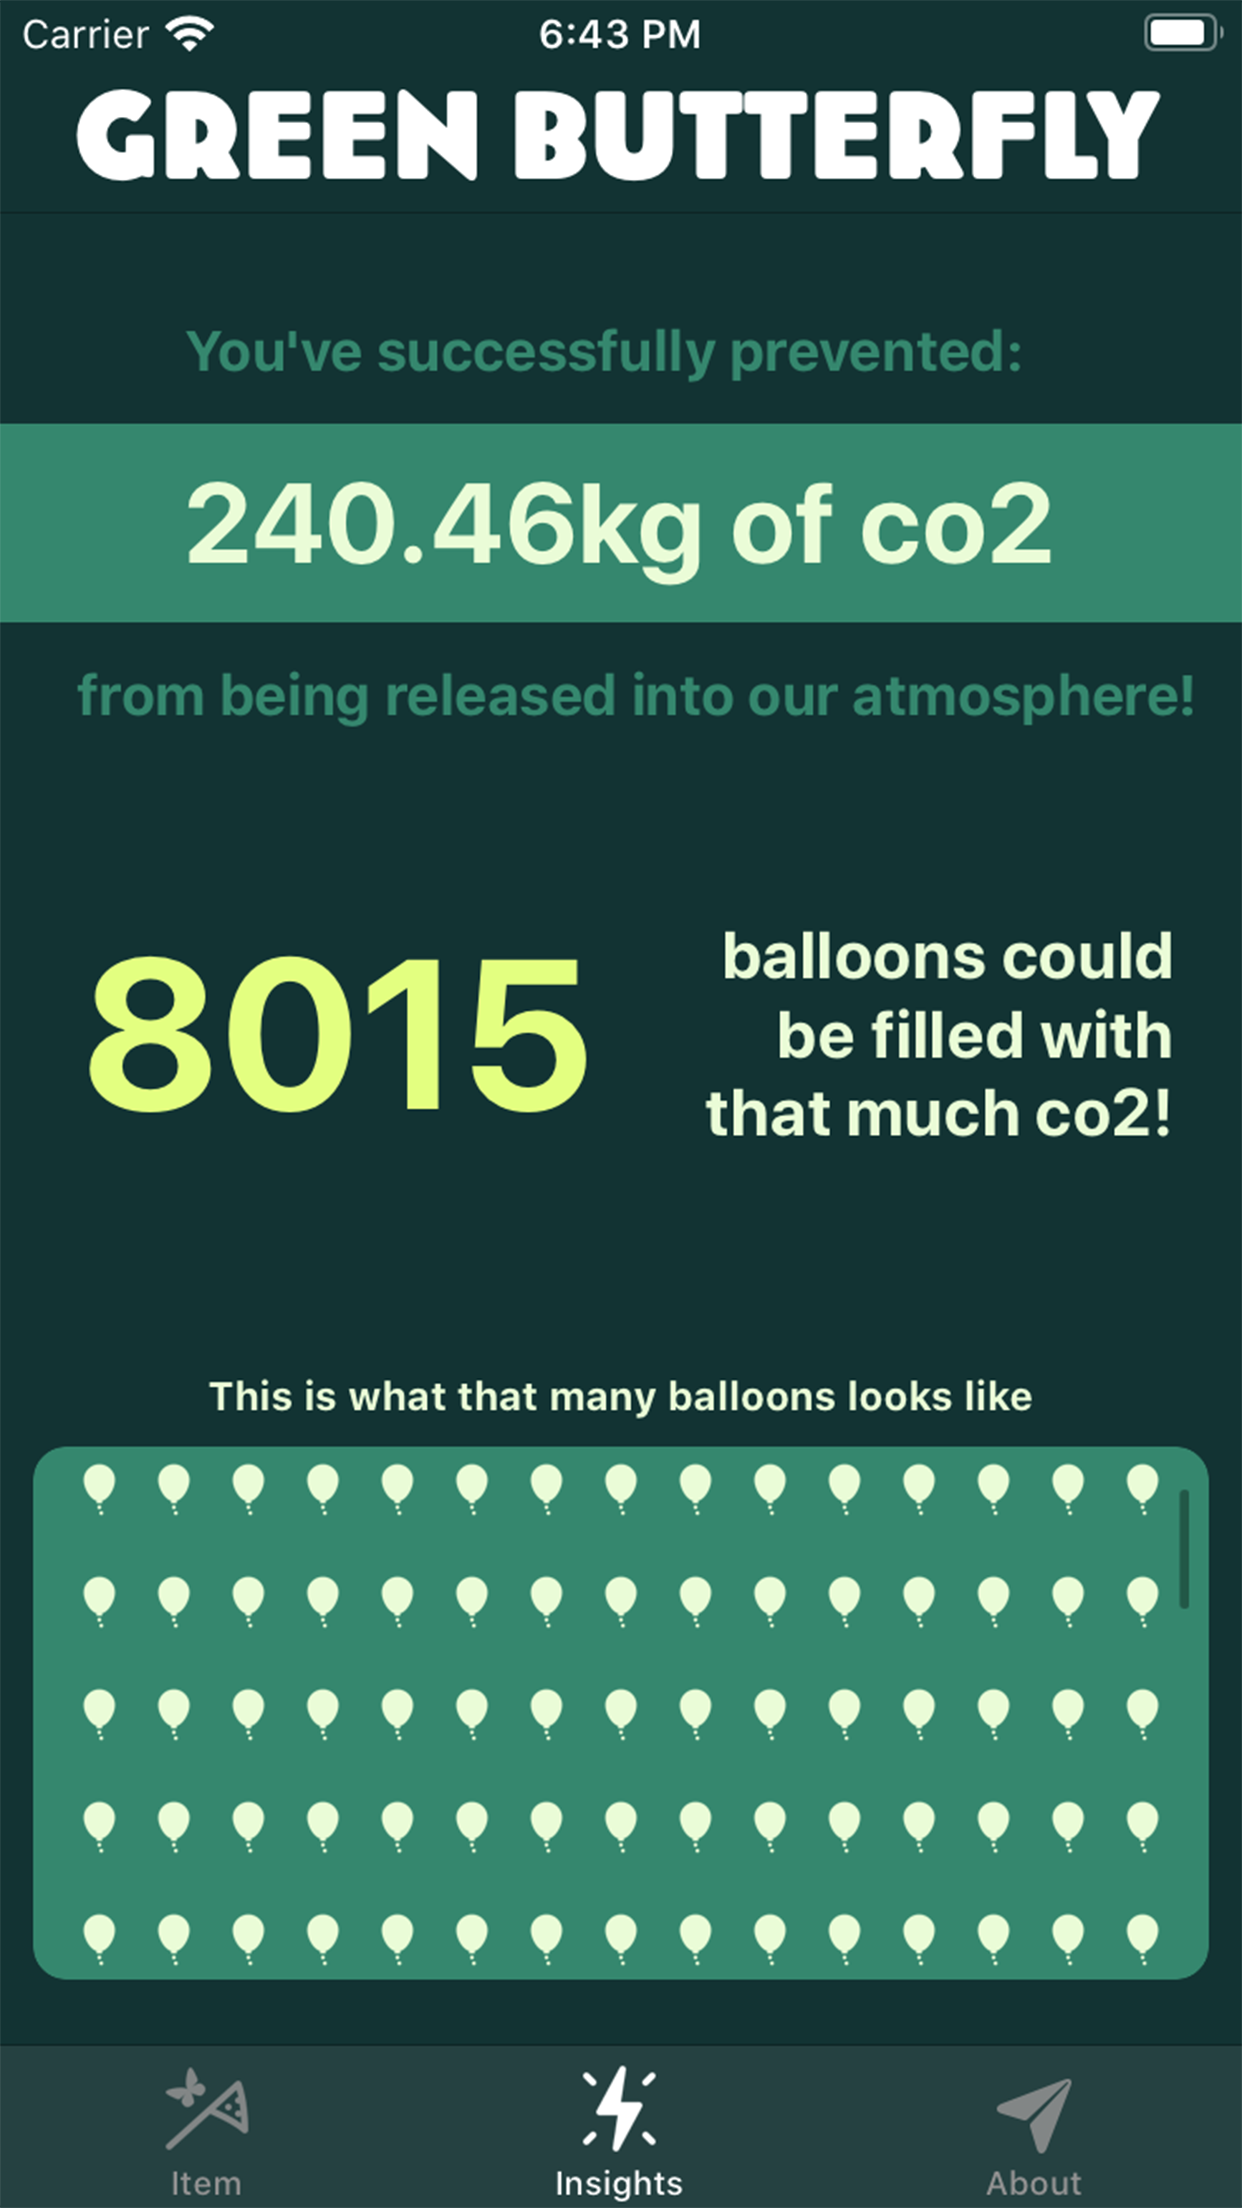 Carrier
6:43 PM
GREEN BUTTERFLY
You've successfully prevented:
240.46kg of co2
from being released into our atmosphere!
8015
balloons could
be filled with
that much co2!
This is what that many balloons looks like
Item
Insights
About